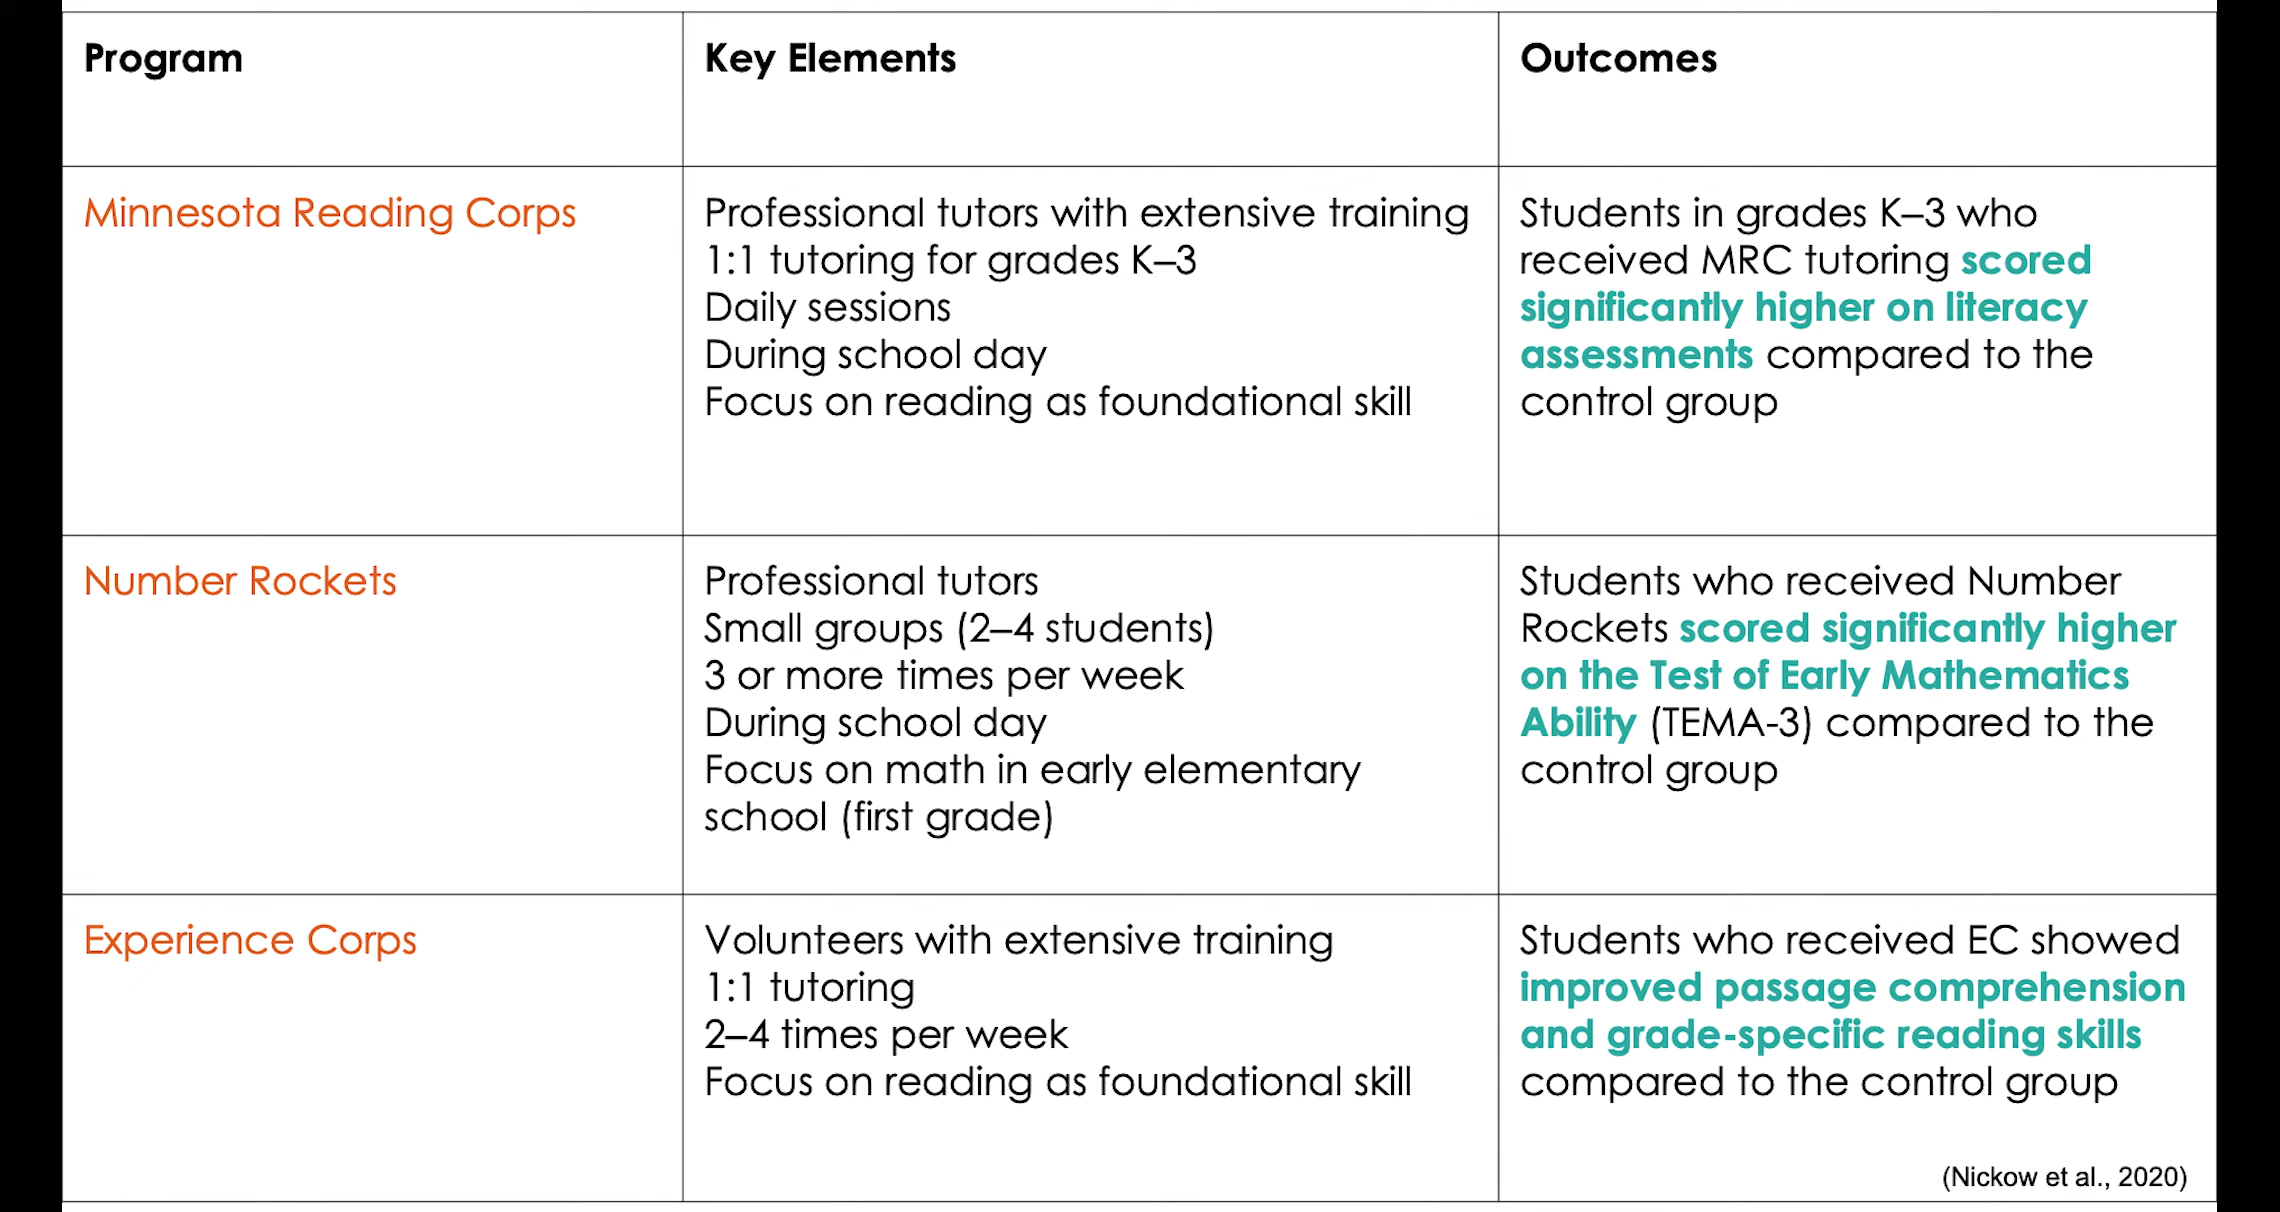 Program
Key Elements
Outcomes
Minnesota Reading Corps
Professional tutors with extensive training
1:1 tutoring for grades K–3
Daily sessions
During school day
Focus on reading as foundational skill
Students in grades K–3 who
received MRC tutoring scored
significantly higher on literacy
assessments compared to the
control group
Number Rockets
Professional tutors
Small groups (2–4 students)
3 or more times per week
During school day
Focus on math in early elementary
school (first grade)
Students who received Number
Rockets scored significantly higher
on the Test of Early Mathematics
Ability (TEMA-3) compared to the
control group
Experience Corps
Volunteers with extensive training
1:1 tutoring
2–4 times per week
Focus on reading as foundational skill
Students who received EC showed
improved passage comprehension
and grade-specific reading skills
compared to the control group
(Nickow et al., 2020)